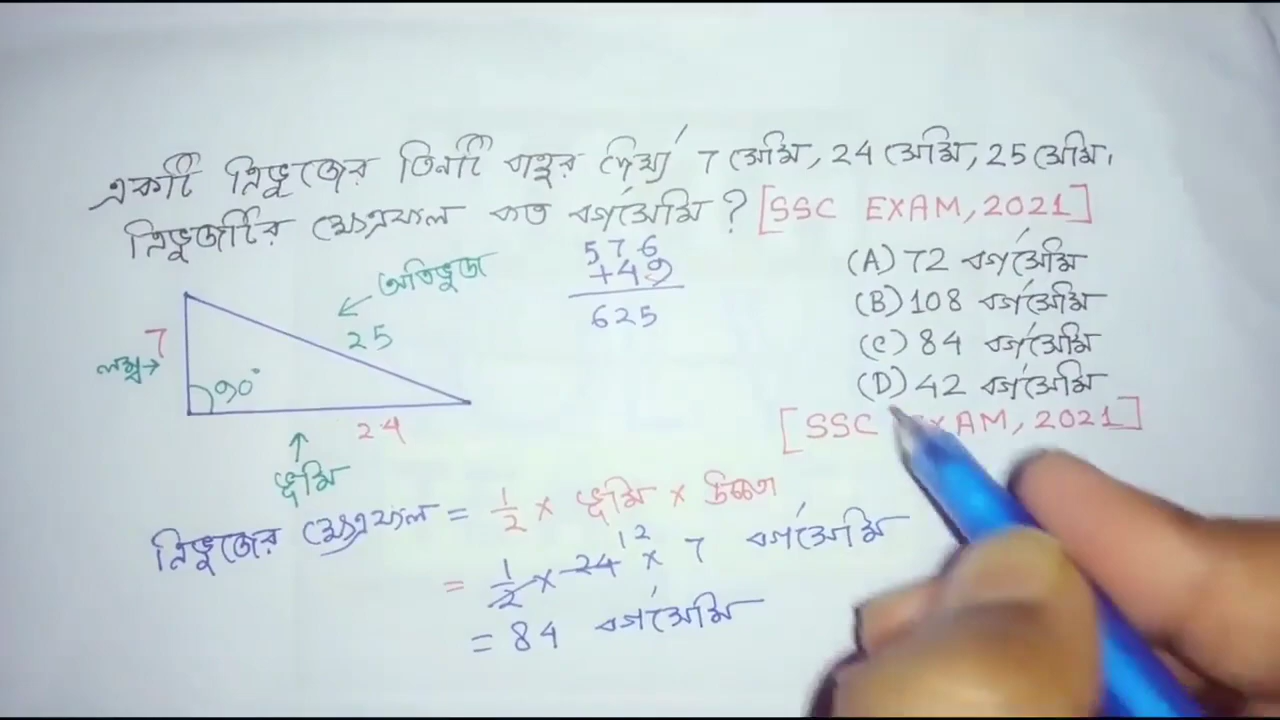 একটি ত্রিভুজের তিনটি বাহুর দৈর্ঘ্য 7 সেমি, 24 সেমি, 25 সেমি।
ত্রিভুজটির ক্ষেত্রফল কত বর্গসেমি ? [SSC EXAM, 2021]
576
+49
625
(A) 72 বর্গসেমি
(B) 108 বর্গসেমি
(C) 84 বর্গসেমি
(D) 42 বর্গসেমি
[SSC EXAM, 2021]
অতিভুজ
25
7
লম্ব→
90°
24
ভূমি
ত্রিভুজের ক্ষেত্রফল = 1/2 × ভূমি × উচ্চতা
= 1/2 × 24 12 × 7 বর্গসেমি
= 84 বর্গসেমি